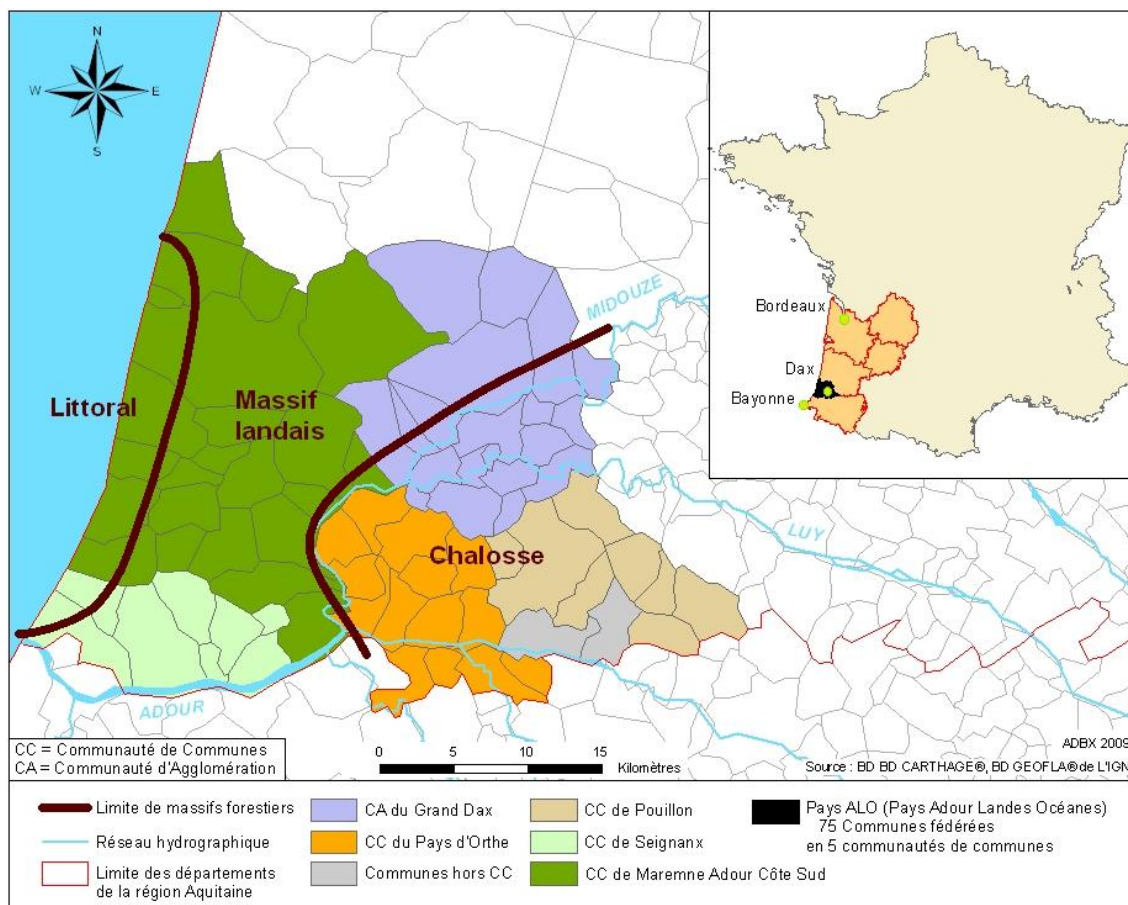 N
W E
S
Bordeaux
Dax
Bayonne
MIDOUZE
Littoral
Massif
landais
Chalosse
LUY
ADOUR
CC = Communauté de Communes
CA = Communauté d'Agglomération
0 5 10 15
Kilomètres
ADBX 2009
Source : BD BD CARTHAGE®, BD GEOFLA®de L'IGN
Limite de massifs forestiers
Réseau hydrographique
Limite des départements
de la région Aquitaine
CA du Grand Dax
CC du Pays d'Orthe
Communes hors CC
CC de Pouillon
CC de Seignanx
CC de Maremne Adour Côte Sud
Pays ALO (Pays Adour Landes Océanes)
75 Communes fédérées
en 5 communautés de communes